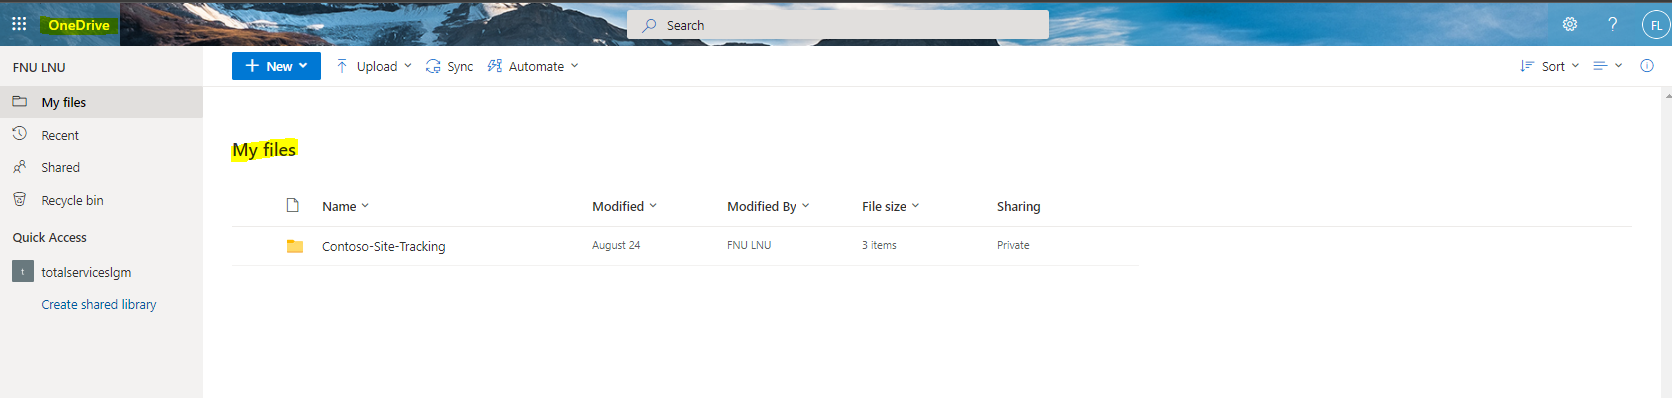 OneDrive
Search
?
FL
FNU LNU
My files
Recent
Shared
Recycle bin
Quick Access
t
totalserviceslgm
Create shared library
+ New
Upload
Sync
Automate
Sort
My files
Name Modified Modified By File size Sharing
Contoso-Site-Tracking August 24 FNU LNU 3 items Private